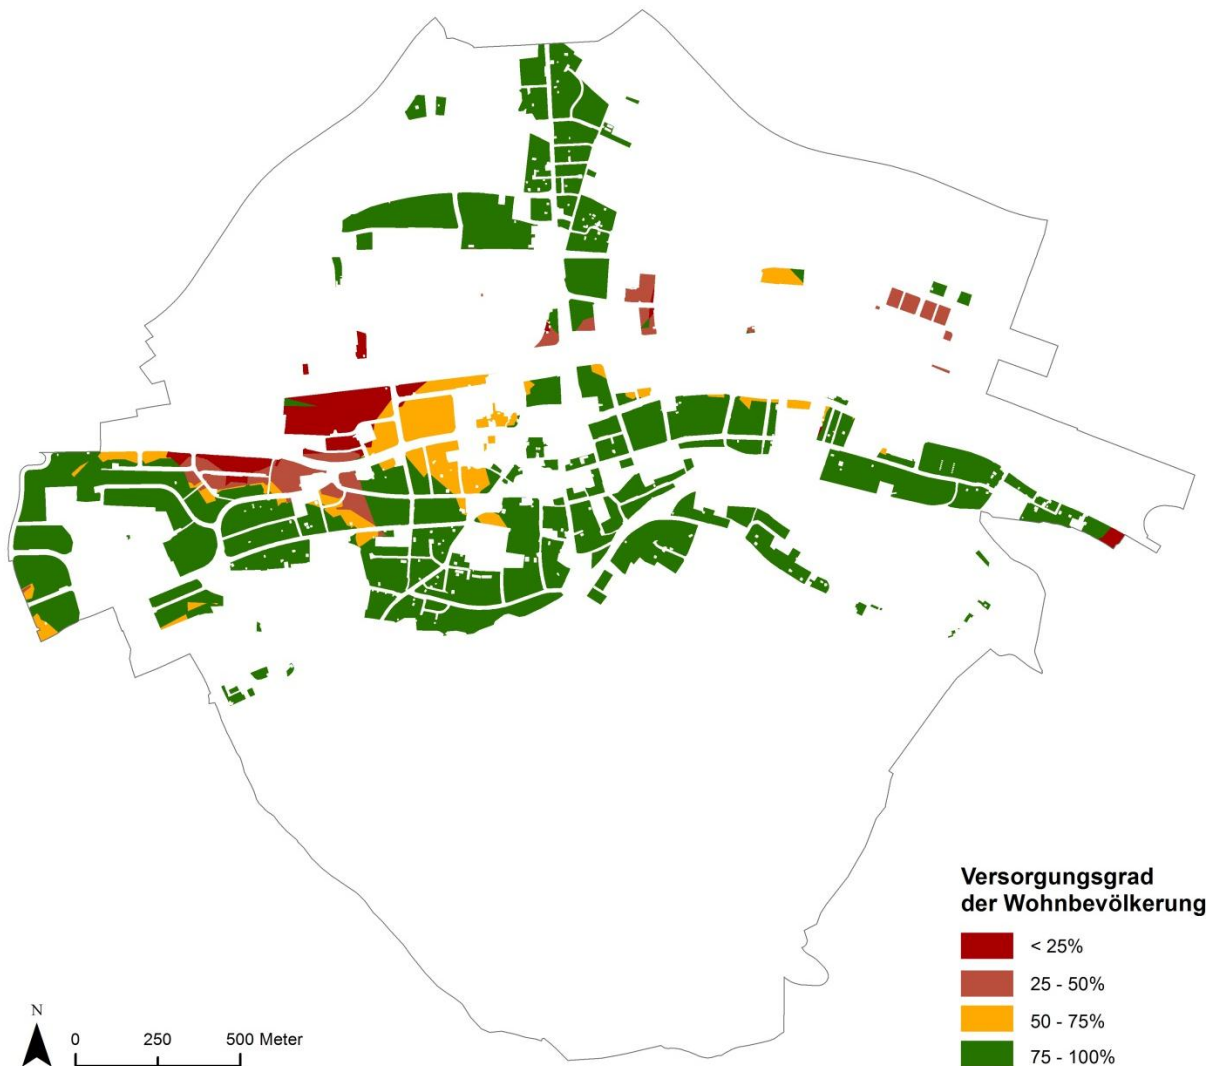 Versorgungsgrad
der Wohnbevölkerung
< 25%
25 - 50%
50 - 75%
75 - 100%
N
0 250 500 Meter